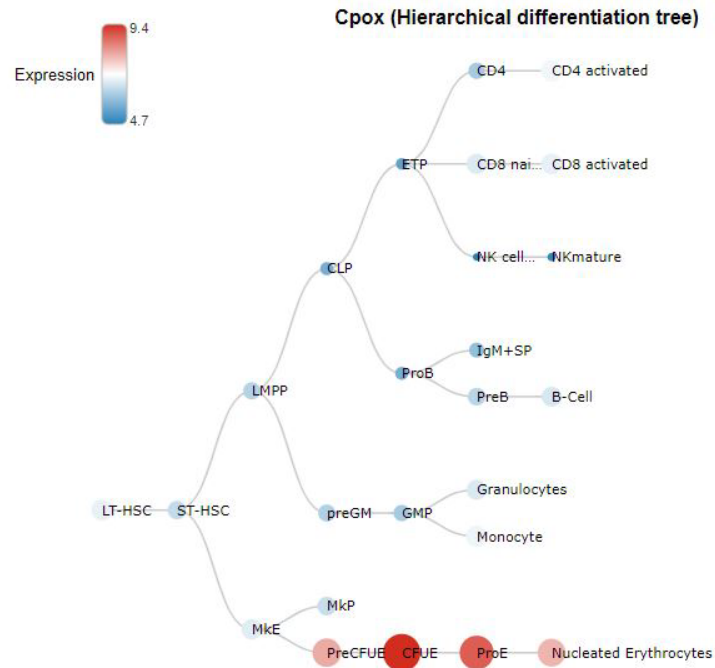 Cpox (Hierarchical differentiation tree)
9.4
Expression
4.7
CD4
CD4 activated
ETP
CD8 nai...
CD8 activated
NK cell...
NKmature
CLP
IgM+SP
ProB
LMPP
PreB
B-Cell
Granulocytes
LT-HSC
ST-HSC
preGM
GMP
Monocyte
MkP
MkE
PreCFUE
CFUE
ProE
Nucleated Erythrocytes